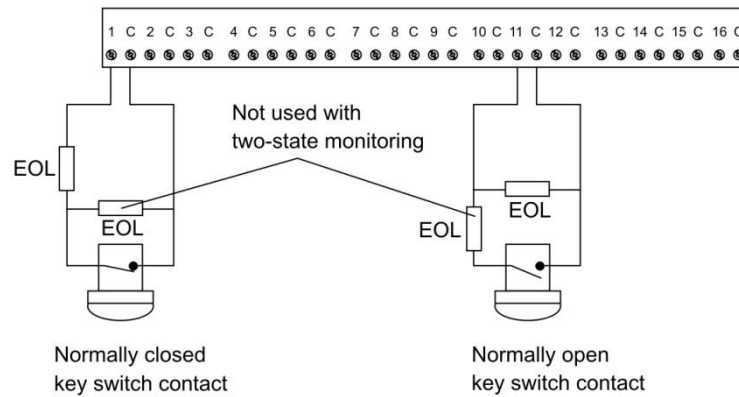 1 C 2 C 3 C 4 C 5 C 6 C 7 C 8 C 9 C 10 C 11 C 12 C 13 C 14 C 15 C 16 C
Not used with
two-state monitoring
EOL
EOL
EOL
EOL
Normally closed
key switch contact
Normally open
key switch contact